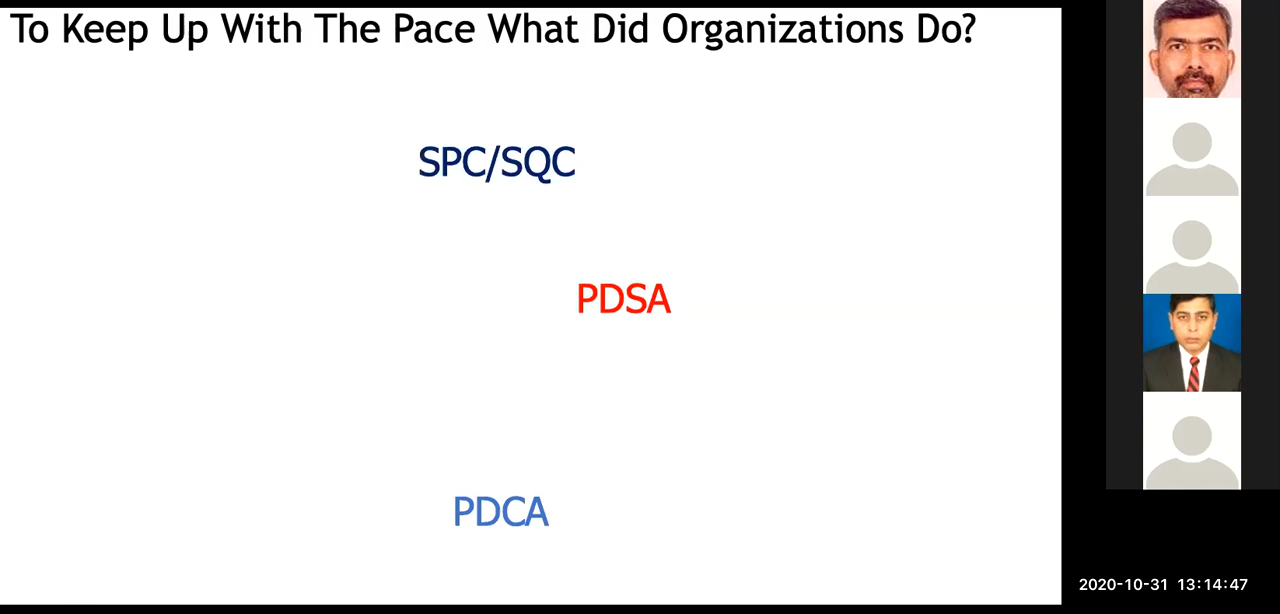 To Keep Up With The Pace What Did Organizations Do?
SPC/SQC
PDSA
PDCA
2020-10-31 13:14:47